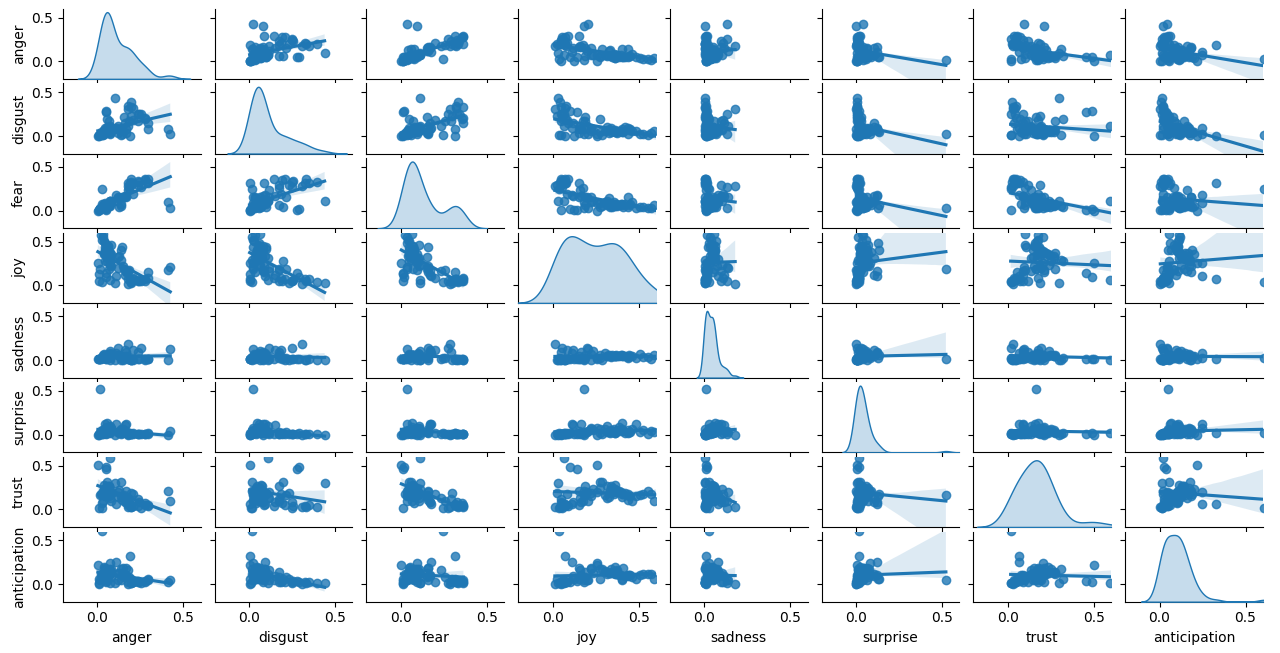 anger 0.5 0.0
disgust 0.5 0.0
fear 0.5 0.0
joy 0.5 0.0
sadness 0.5 0.0
surprise 0.5 0.0
trust 0.5 0.0
anticipation 0.5 0.0
0.0 0.5 0.0 0.5 0.0 0.5 0.0 0.5 0.0 0.5 0.0 0.5 0.0 0.5 0.0 0.5
anger disgust fear joy sadness surprise trust anticipation